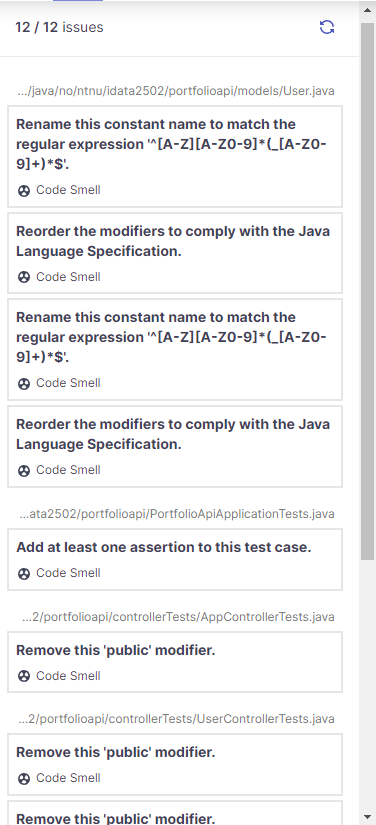 12 / 12 issues
.../java/no/ntnu/idata2502/portfolioapi/models/User.java
Rename this constant name to match the
regular expression '^[A-Z][A-Z0-9]*(_[A-Z0-
9]+)*$'.
Code Smell
Reorder the modifiers to comply with the Java
Language Specification.
Code Smell
Rename this constant name to match the
regular expression '^[A-Z][A-Z0-9]*(_[A-Z0-
9]+)*$'.
Code Smell
Reorder the modifiers to comply with the Java
Language Specification.
Code Smell
...ata2502/portfolioapi/PortfolioApiApplicationTests.java
Add at least one assertion to this test case.
Code Smell
...2/portfolioapi/controllerTests/AppControllerTests.java
Remove this 'public' modifier.
Code Smell
...2/portfolioapi/controllerTests/UserControllerTests.java
Remove this 'public' modifier.
Code Smell
Remove this 'public' modifier.